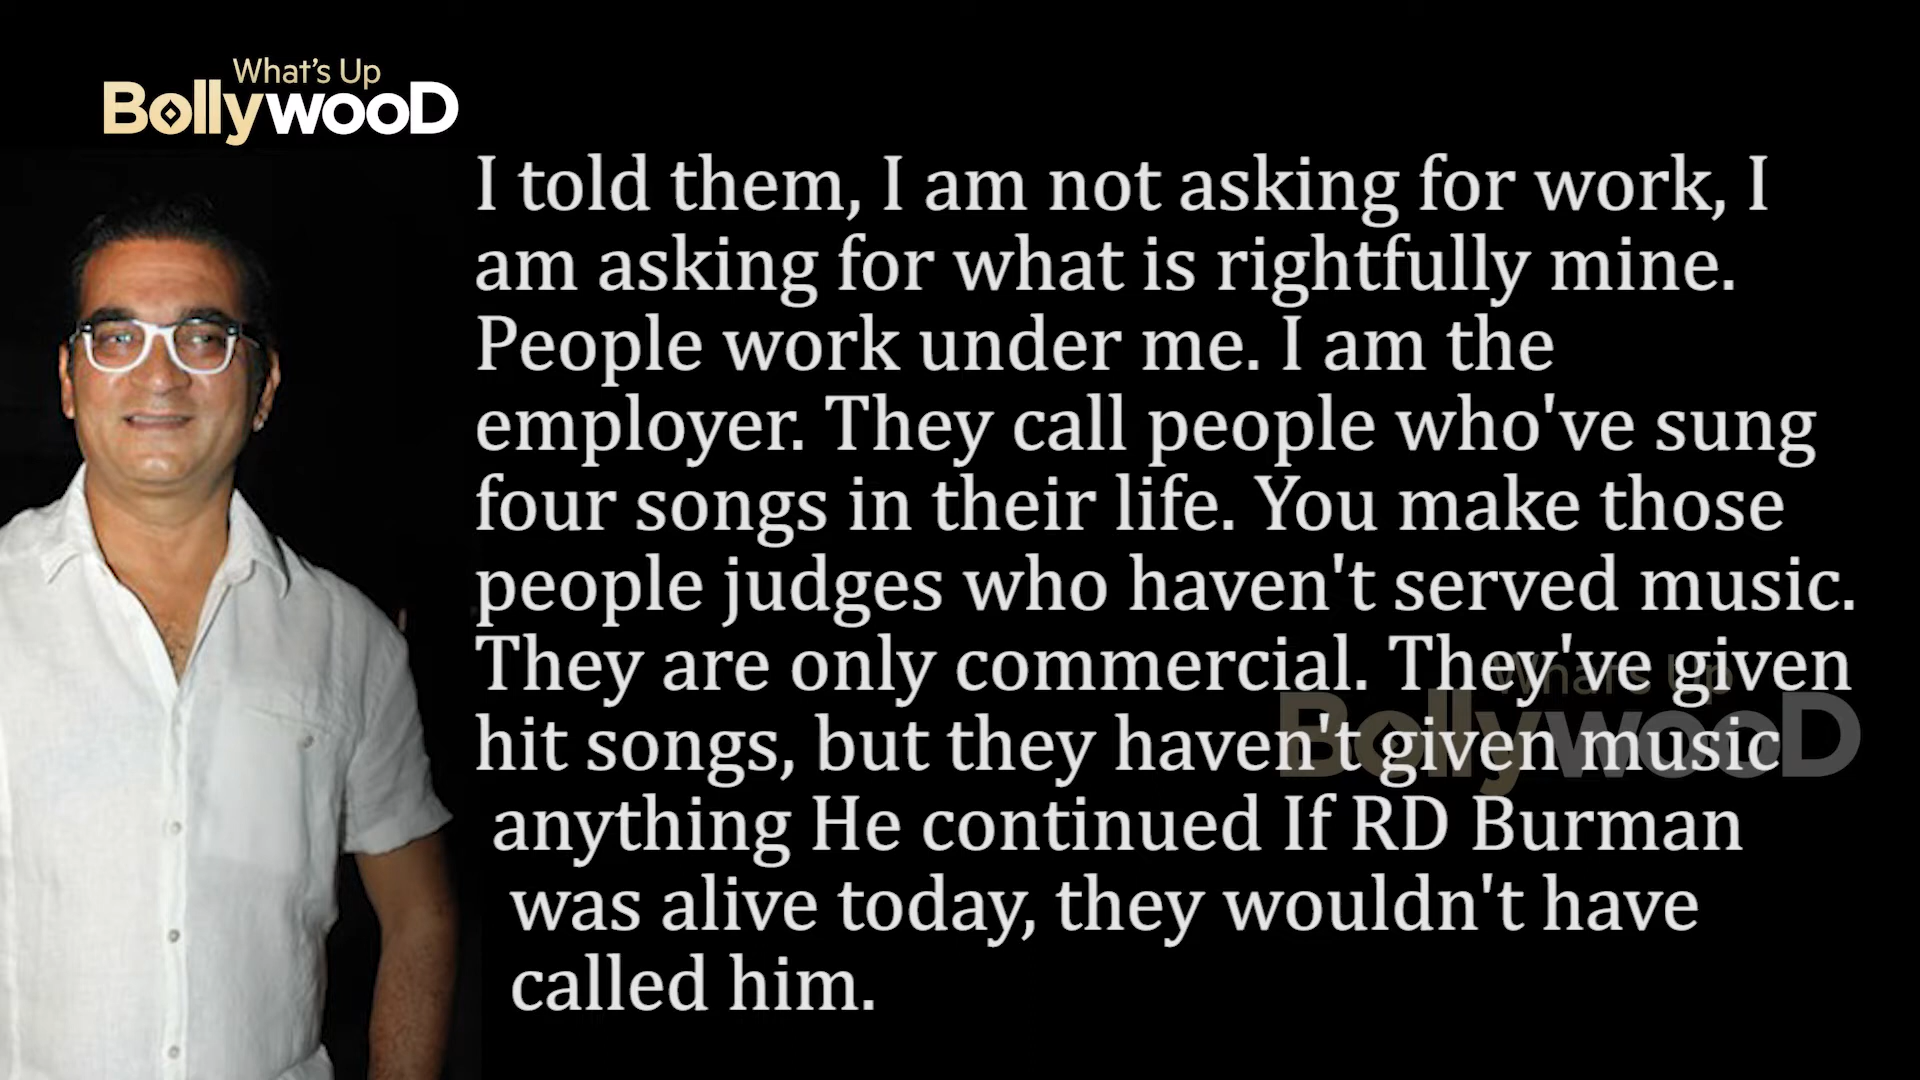 What's Up
BollywooD
I told them, I am not asking for work, I
am asking for what is rightfully mine.
People work under me. I am the
employer. They call people who've sung
four songs in their life. You make those
people judges who haven't served music.
They are only commercial. They've given
hit songs, but they haven't given music
anything He continued If RD Burman
was alive today, they wouldn't have
called him.
What's Up
BollywooD